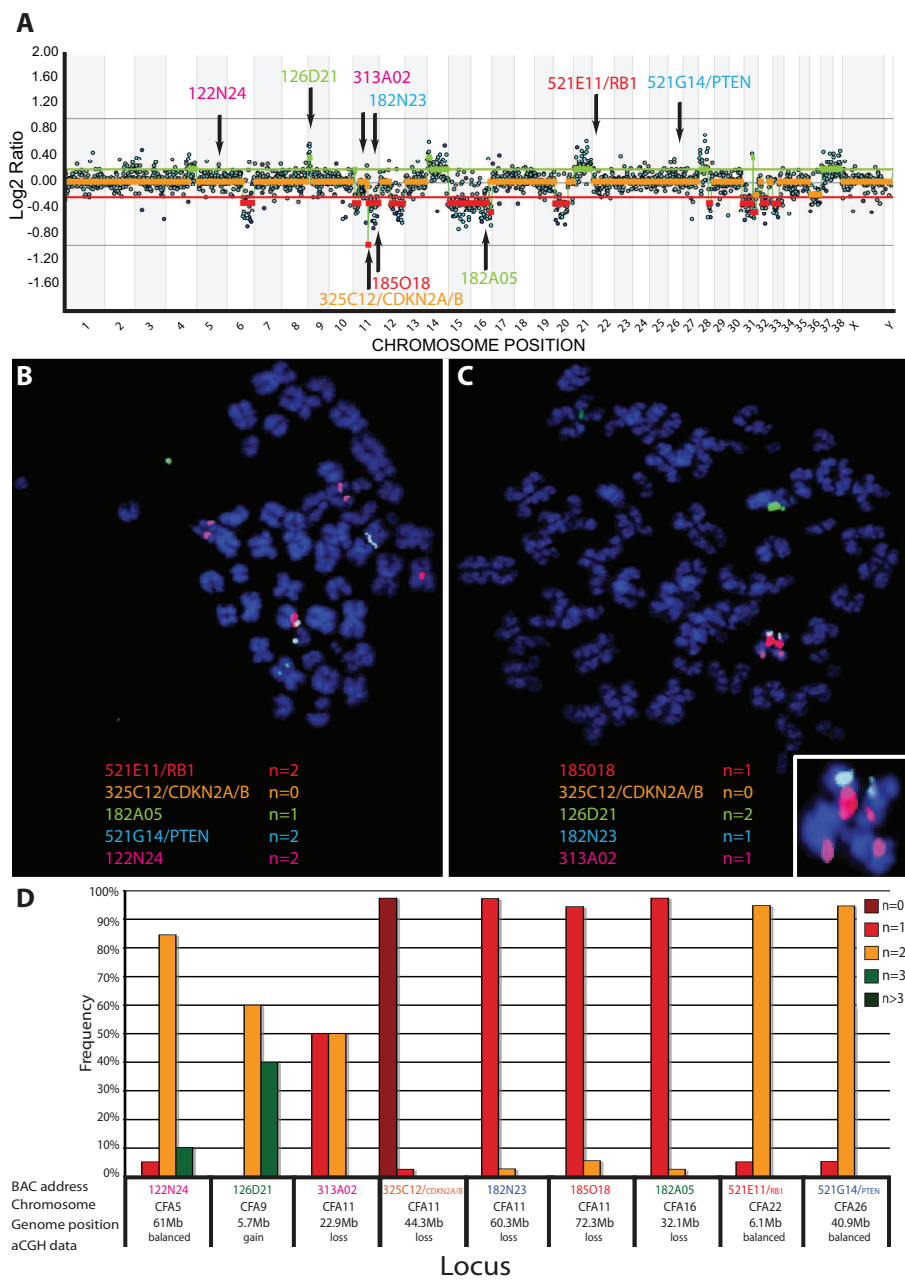 A
2.00
1.60
1.20
0.80
0.40
0.00
-0.40
-0.80
-1.20
-1.60
Log2 Ratio
122N24
126D21
313A02
182N23
521E11/RB1
521G14/PTEN
185O18
325C12/CDKN2A/B
182A05
1 2 3 4 5 6 7 8 9 10 11 12 13 14 15 16 17 18 19 20 21 22 23 24 25 26 27 28 29 30 31 32 33 34 35 36 37 38 X Y
CHROMOSOME POSITION
B
521E11/RB1 n=2
325C12/CDKN2A/B n=0
182A05 n=1
521G14/PTEN n=2
122N24 n=2
C
185018 n=1
325C12/CDKN2A/B n=0
126D21 n=2
182N23 n=1
313A02 n=1
D
100%
90%
80%
70%
60%
50%
40%
30%
20%
10%
0%
Frequency
n=0
n=1
n=2
n=3
n>3
BAC address 122N24 126D21 313A02 325C12/CDKN2A/B 182N23 185O18 182A05 521E11/RB1 521G14/PTEN
Chromosome CFA5 CFA9 CFA11 CFA11 CFA11 CFA11 CFA16 CFA22 CFA26
Genome position 61Mb 5.7Mb 22.9Mb 44.3Mb 60.3Mb 72.3Mb 32.1Mb 6.1Mb 40.9Mb
aCGH data balanced gain loss loss loss loss loss balanced balanced
Locus